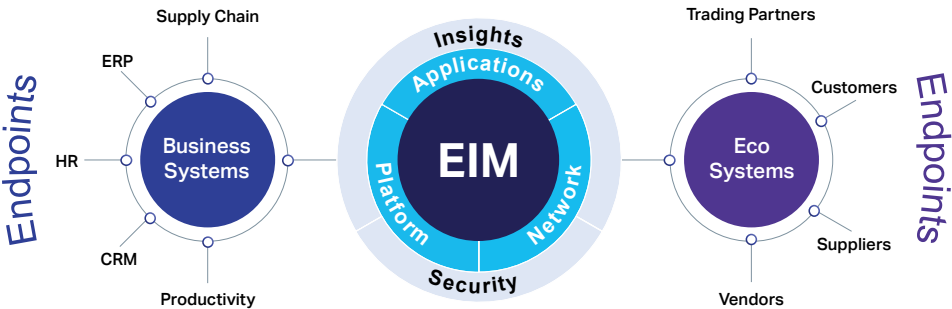 Endpoints
Supply Chain
ERP
HR
CRM
Productivity
Business
Systems
Insights
Applications
Platform
Network
EIM
Security
Trading Partners
Customers
Suppliers
Vendors
Eco
Systems
Endpoints